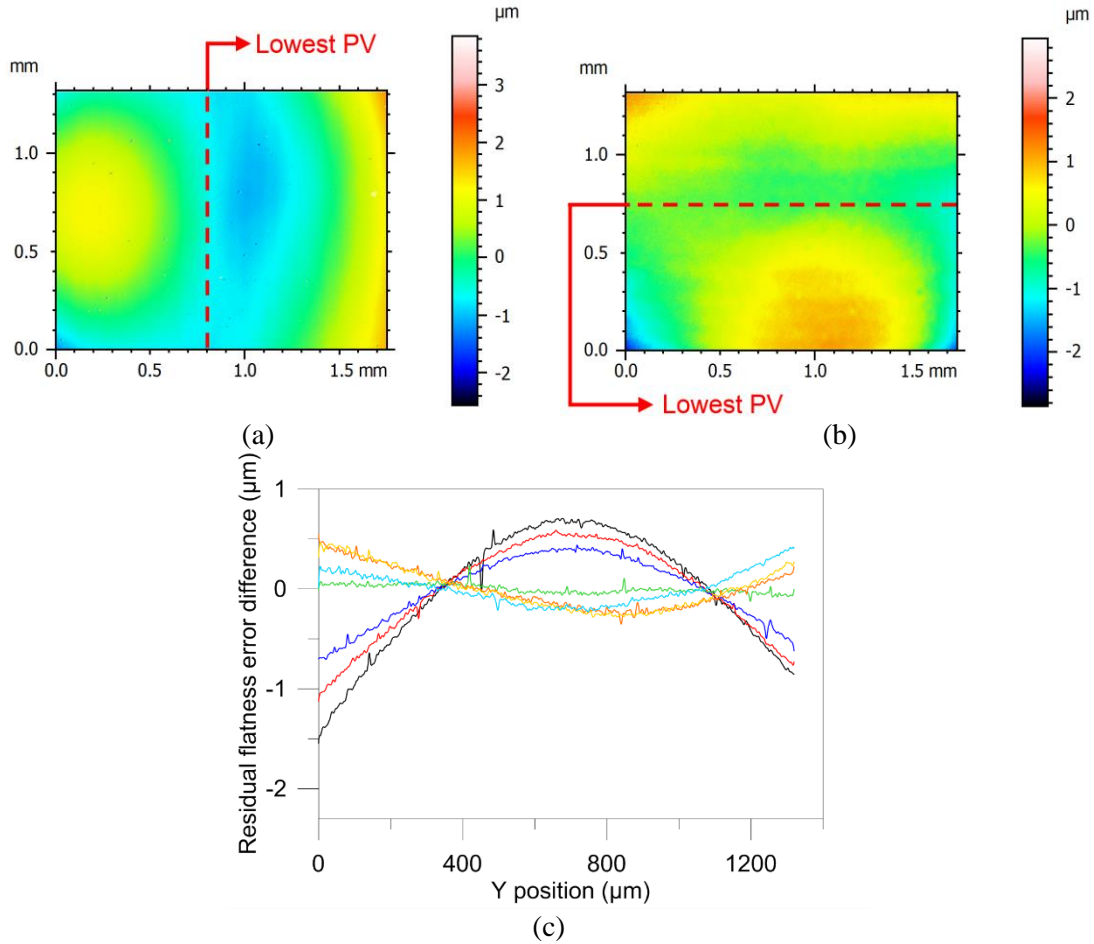 µm
Lowest PV
mm
3
2
1
0
-1
-2
1.0
0.5
0.0
0.0 0.5 1.0 1.5 mm
(a)
µm
mm
2
1
0
-1
-2
1.0
0.5
0.0
0.0 0.5 1.0 1.5 mm
Lowest PV
(b)
Residual flatness error difference (µm)
1
0
-1
-2
0 400 800 1200
Y position (µm)
(c)